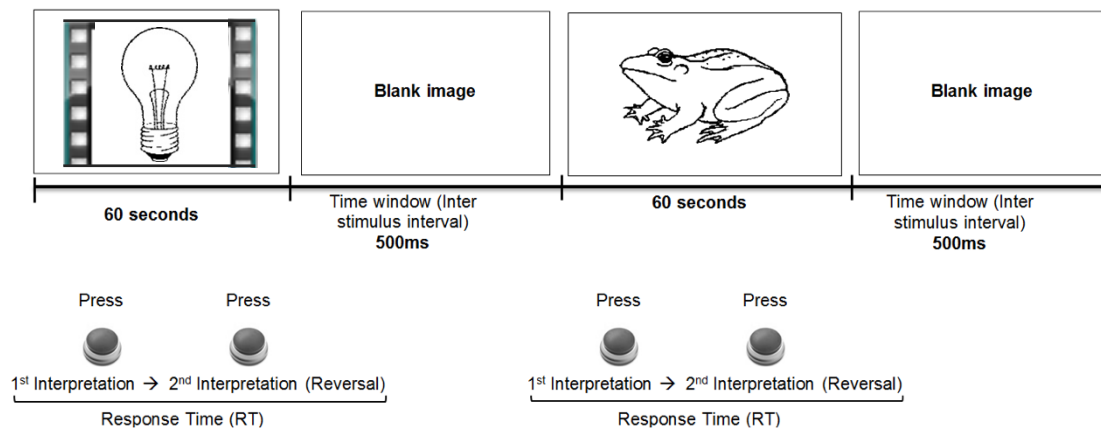 Blank image
Blank image
60 seconds
Time window (Inter
stimulus interval)
500ms
60 seconds
Time window (Inter
stimulus interval)
500ms
Press
Press
Press
Press
1st Interpretation → 2nd Interpretation (Reversal)
1st Interpretation → 2nd Interpretation (Reversal)
Response Time (RT)
Response Time (RT)